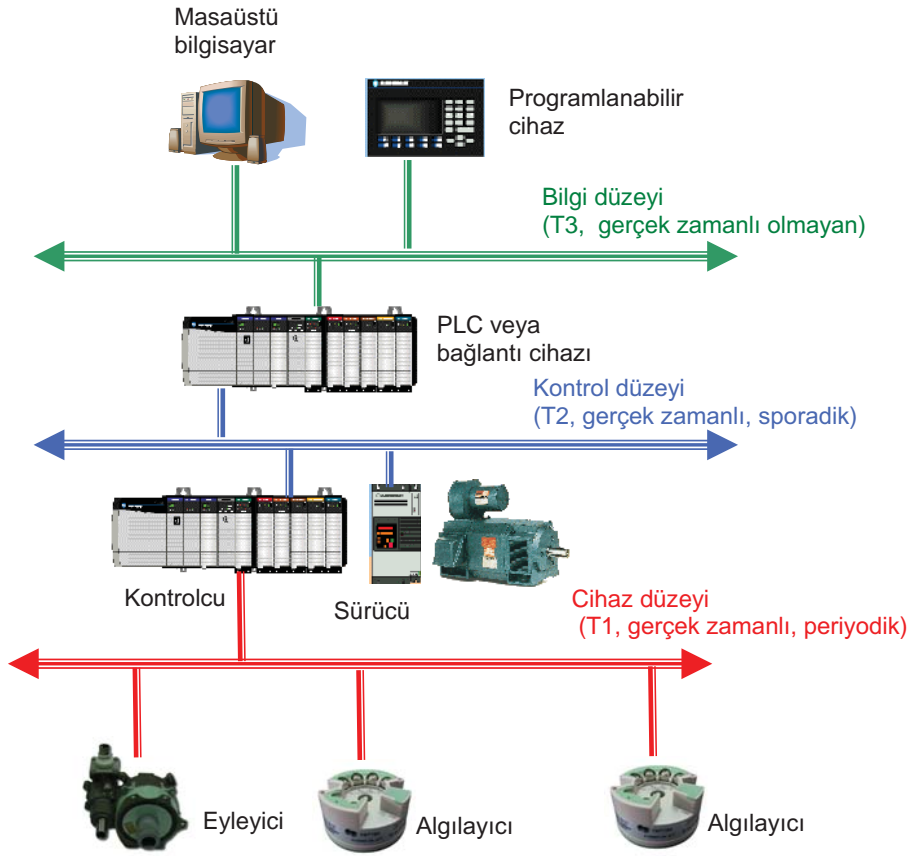 Masaüstü
bilgisayar
Programlanabilir
cihaz
Bilgi düzeyi
(T3, gerçek zamanlı olmayan)
PLC veya
bağlantı cihazı
Kontrol düzeyi
(T2, gerçek zamanlı, sporadik)
Kontrolcu
Sürücü
Cihaz düzeyi
(T1, gerçek zamanlı, periyodik)
Eyleyici
Algılayıcı
Algılayıcı